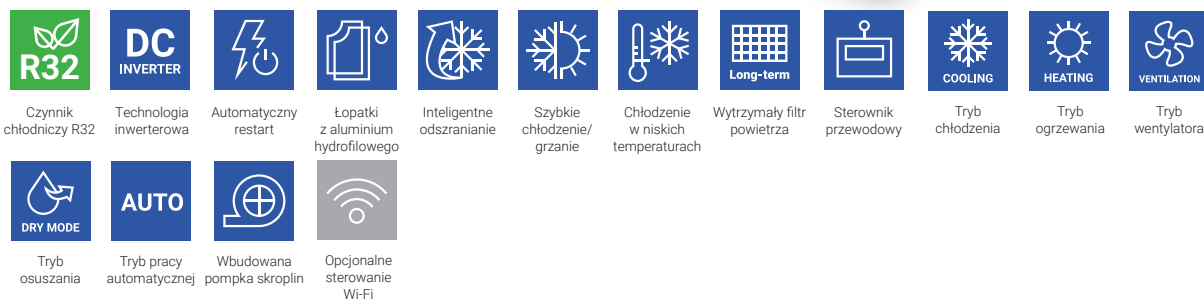 R32
DC
INVERTER
Long-term
COOLING
HEATING
VENTILATION
Czynnik
chłodniczy R32
Technologia
inwerterowa
Automatyczny
restart
Łopatki
z aluminium
hydrofilowego
Inteligentne
odszranianie
Szybkie
chłodzenie/
grzanie
Chłodzenie
w niskich
temperaturach
Wytrzymały filtr
powietrza
Sterownik
przewodowy
Tryb
chłodzenia
Tryb
ogrzewania
Tryb
wentylatora
DRY MODE
AUTO
Tryb
osuszania
Tryb pracy
automatycznej
Wbudowana
pompka skroplin
Opcjonalne
sterowanie
Wi-Fi